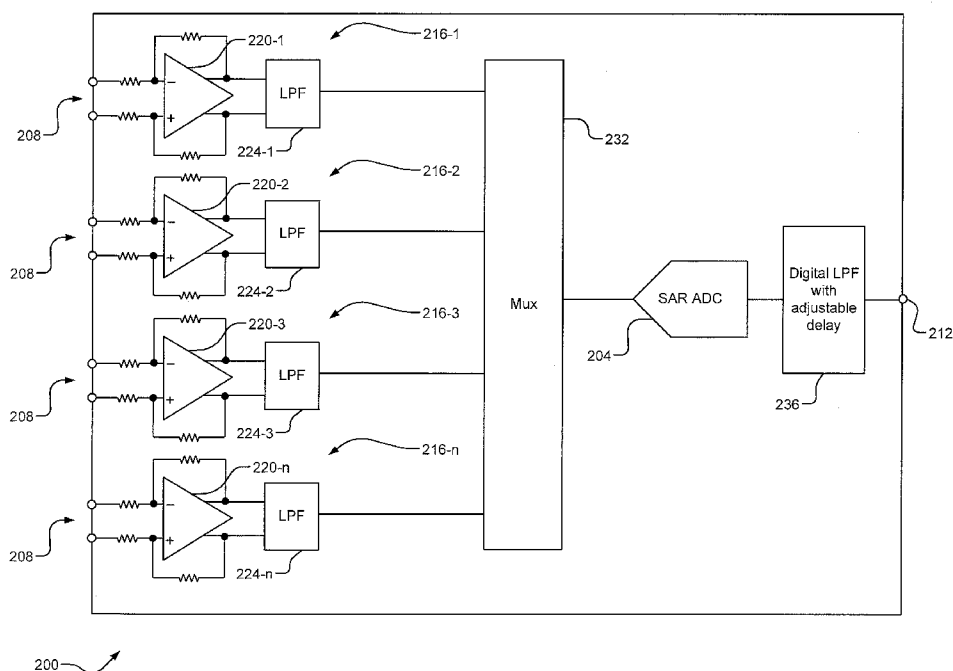 220-1
216-1
−
+
LPF
208
224-1
232
220-2
216-2
−
+
LPF
208
224-2
Mux
220-3
216-3
−
+
LPF
208
224-3
SAR ADC
204
Digital LPF
with
adjustable
delay
212
236
220-n
216-n
−
+
LPF
208
224-n
200